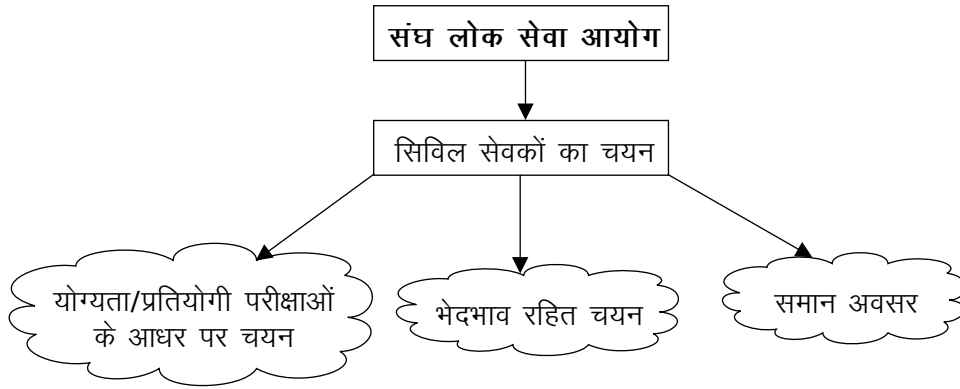 संघ लोक सेवा आयोग
सिविल सेवकों का चयन
योग्यता/प्रतियोगी परीक्षाओं
के आधर पर चयन
भेदभाव रहित चयन
समान अवसर